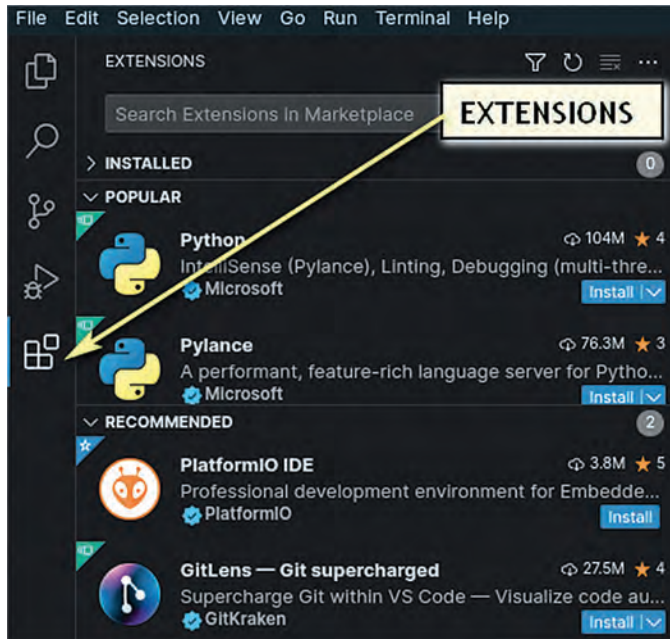 File Edit Selection View Go Run Terminal Help
EXTENSIONS
Search Extensions in Marketplace
EXTENSIONS
INSTALLED 0
POPULAR
Python 104M 4
IntelliSense (Pylance), Linting, Debugging (multi-thre...
Microsoft Install
Pylance 76.3M 3
A performant, feature-rich language server for Pytho...
Microsoft Install
RECOMMENDED 2
PlatformIO IDE 3.8M 5
Professional development environment for Embedde...
PlatformIO Install
GitLens — Git supercharged 27.5M 4
Supercharge Git within VS Code — Visualize code au...
GitKraken Install